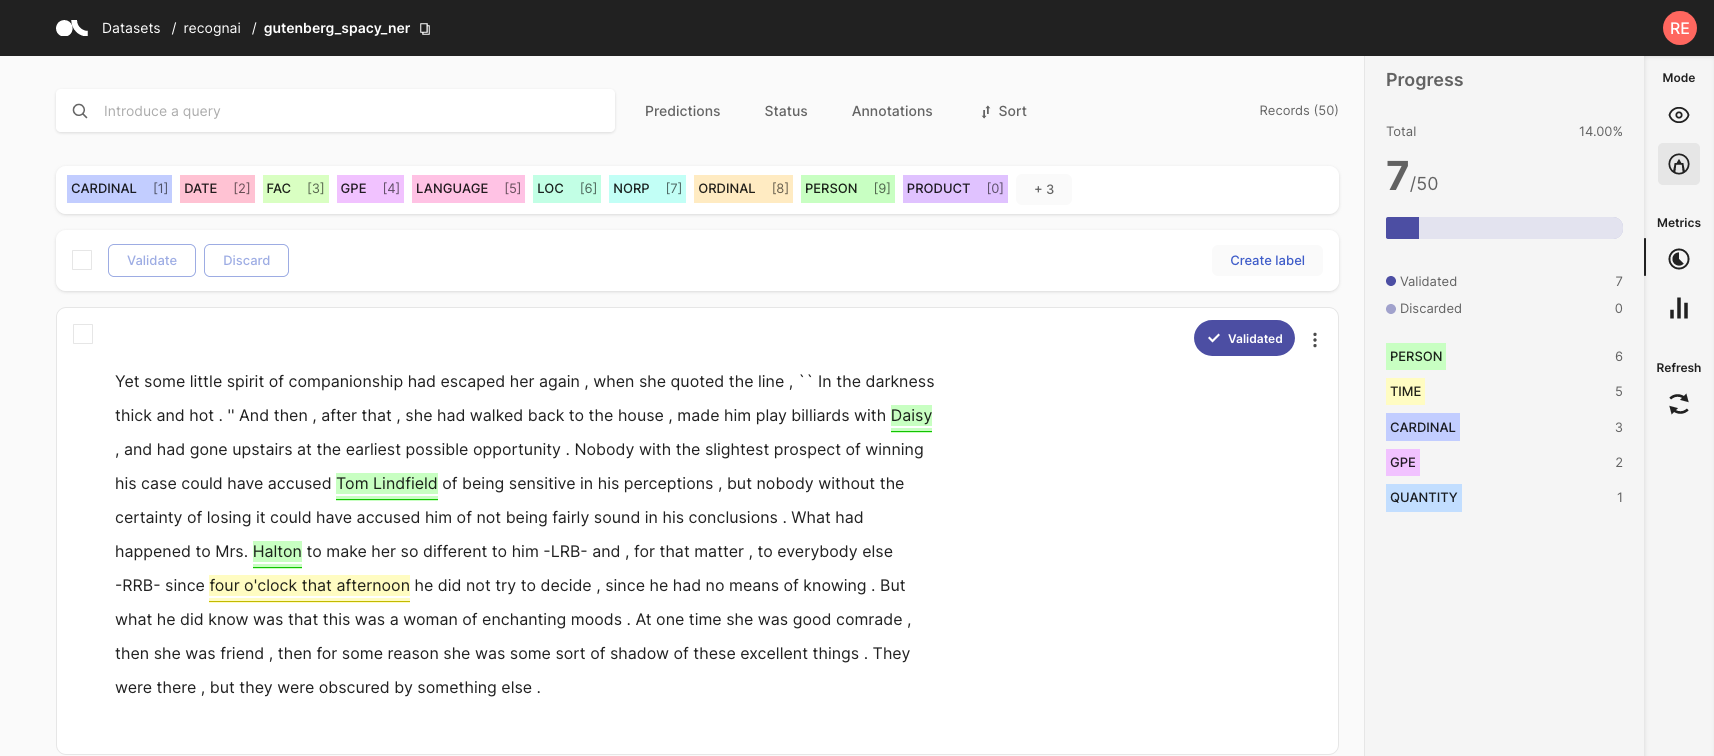 Datasets / recognai / gutenberg_spacy_ner
RE
Introduce a query
Predictions Status Annotations Sort Records (50)
CARDINAL [1] DATE [2] FAC [3] GPE [4] LANGUAGE [5] LOC [6] NORP [7] ORDINAL [8] PERSON [9] PRODUCT [0] + 3
Validate Discard Create label
Validated
Yet some little spirit of companionship had escaped her again , when she quoted the line , `` In the darkness
thick and hot . '' And then , after that , she had walked back to the house , made him play billiards with Daisy
, and had gone upstairs at the earliest possible opportunity . Nobody with the slightest prospect of winning
his case could have accused Tom Lindfield of being sensitive in his perceptions , but nobody without the
certainty of losing it could have accused him of not being fairly sound in his conclusions . What had
happened to Mrs. Halton to make her so different to him -LRB- and , for that matter , to everybody else
-RRB- since four o'clock that afternoon he did not try to decide , since he had no means of knowing . But
what he did know was that this was a woman of enchanting moods . At one time she was good comrade ,
then she was friend , then for some reason she was some sort of shadow of these excellent things . They
were there , but they were obscured by something else .
Progress
Total 14.00%
7/50
Validated 7
Discarded 0
PERSON 6
TIME 5
CARDINAL 3
GPE 2
QUANTITY 1
Mode
Metrics
Refresh